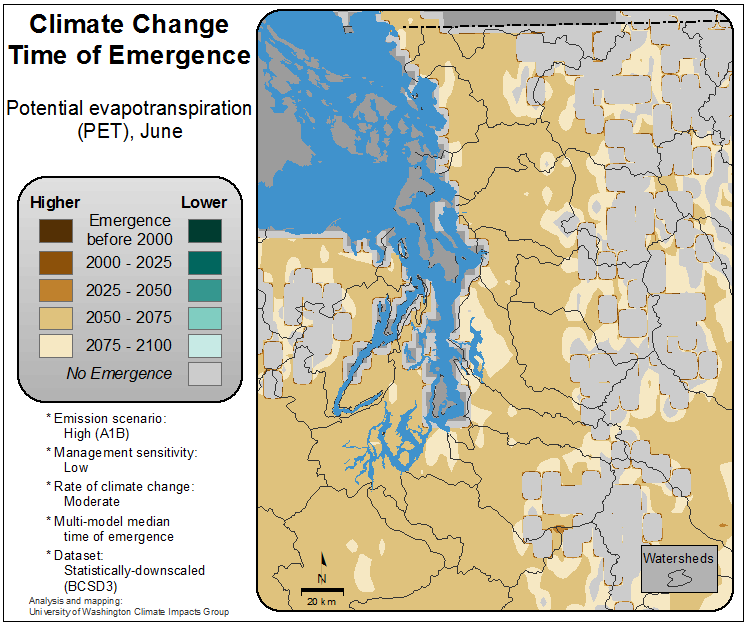 Climate Change
Time of Emergence
Potential evapotranspiration
(PET), June
Higher Lower
Emergence
before 2000
2000 - 2025
2025 - 2050
2050 - 2075
2075 - 2100
No Emergence
* Emission scenario:
High (A1B)
* Management sensitivity:
Low
* Rate of climate change:
Moderate
* Multi-model median
time of emergence
* Dataset:
Statistically-downscaled
(BCSD3)
Analysis and mapping:
University of Washington Climate Impacts Group
N
20 km
Watersheds